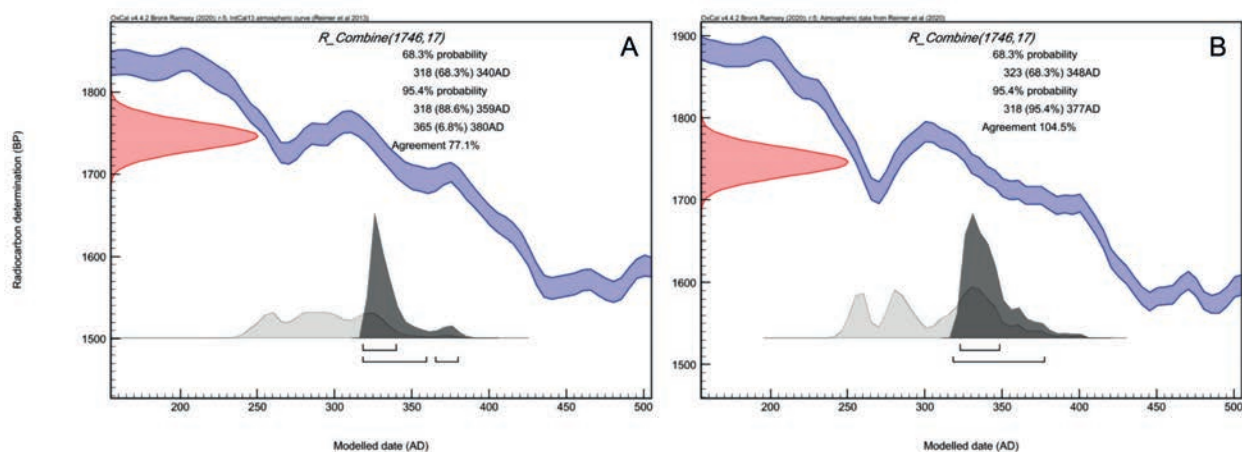 OxCal v4.4.2 Bronk Ramsey (2020); r:5; IntCal13 atmospheric curve (Reimer et al 2013)
R_Combine(1746,17)
A
68.3% probability
318 (68.3%) 340AD
95.4% probability
318 (88.6%) 359AD
365 (6.8%) 380AD
Agreement 77.1%
Radiocarbon determination (BP)
1800
1700
1600
1500
200 250 300 350 400 450 500
Modelled date (AD)
OxCal v4.4.2 Bronk Ramsey (2020); r:5; Atmospheric data from Reimer et al (2020)
R_Combine(1746,17)
B
68.3% probability
323 (68.3%) 348AD
95.4% probability
318 (95.4%) 377AD
Agreement 104.5%
1900
1800
1700
1600
1500
200 250 300 350 400 450 500
Modelled date (AD)